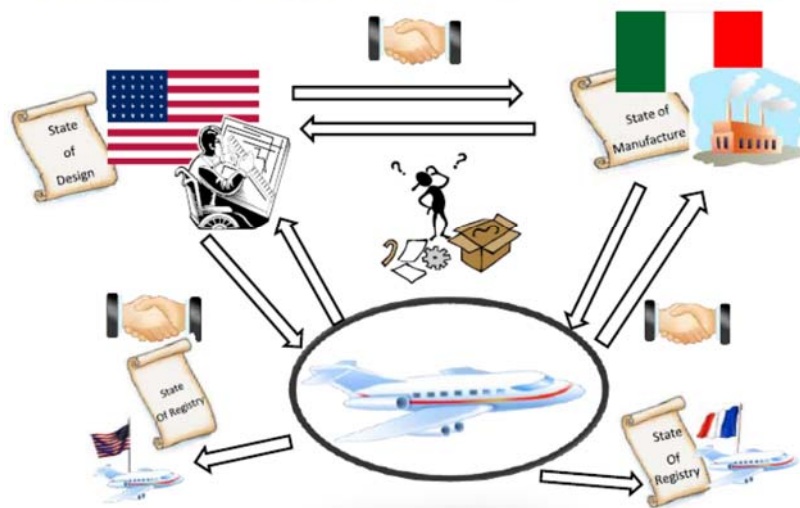 State
of
Design
State of
Manufacture
? ?
State
Of Registry
State
Of
Registry